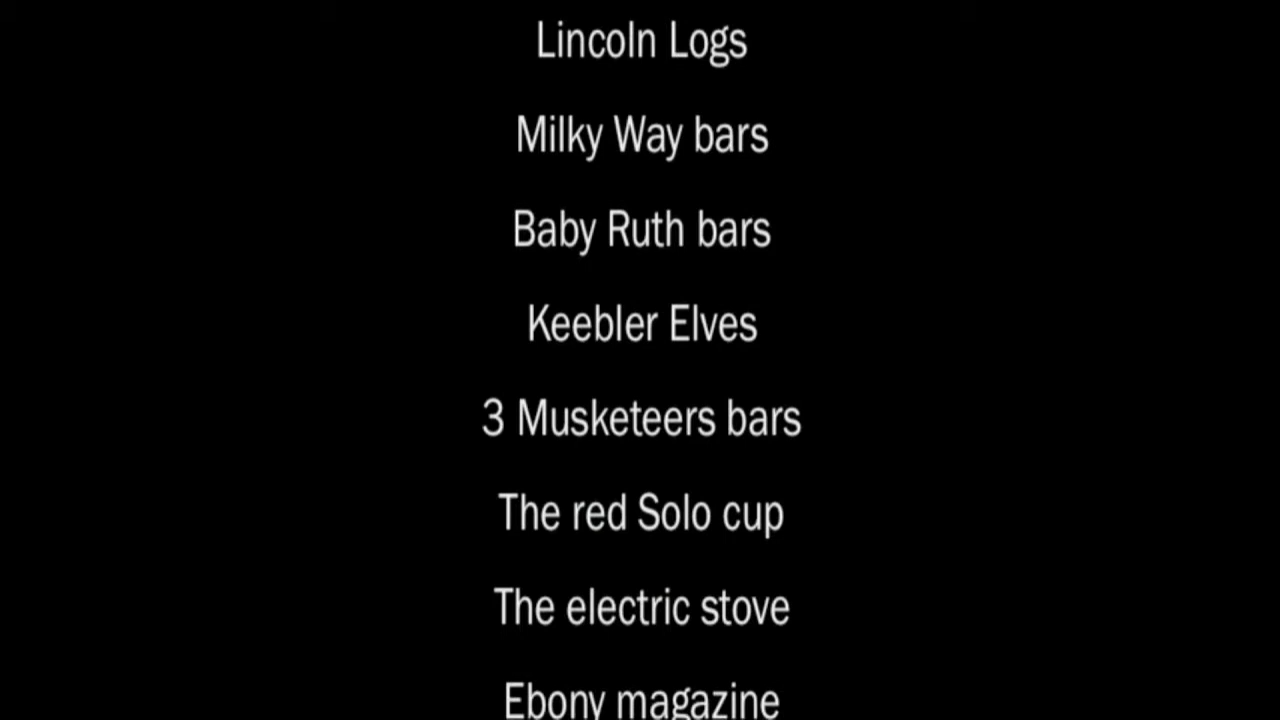 Lincoln Logs
Milky Way bars
Baby Ruth bars
Keebler Elves
3 Musketeers bars
The red Solo cup
The electric stove
Ebony magazine